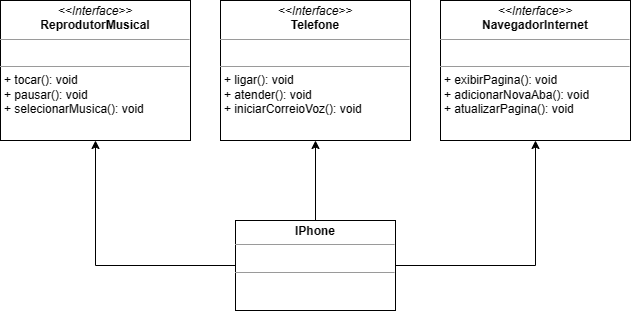 <<Interface>>
ReprodutorMusical
+ tocar(): void
+ pausar(): void
+ selecionarMusica(): void
<<Interface>>
Telefone
+ ligar(): void
+ atender(): void
+ iniciarCorreioVoz(): void
<<Interface>>
NavegadorInternet
+ exibirPagina(): void
+ adicionarNovaAba(): void
+ atualizarPagina(): void
IPhone